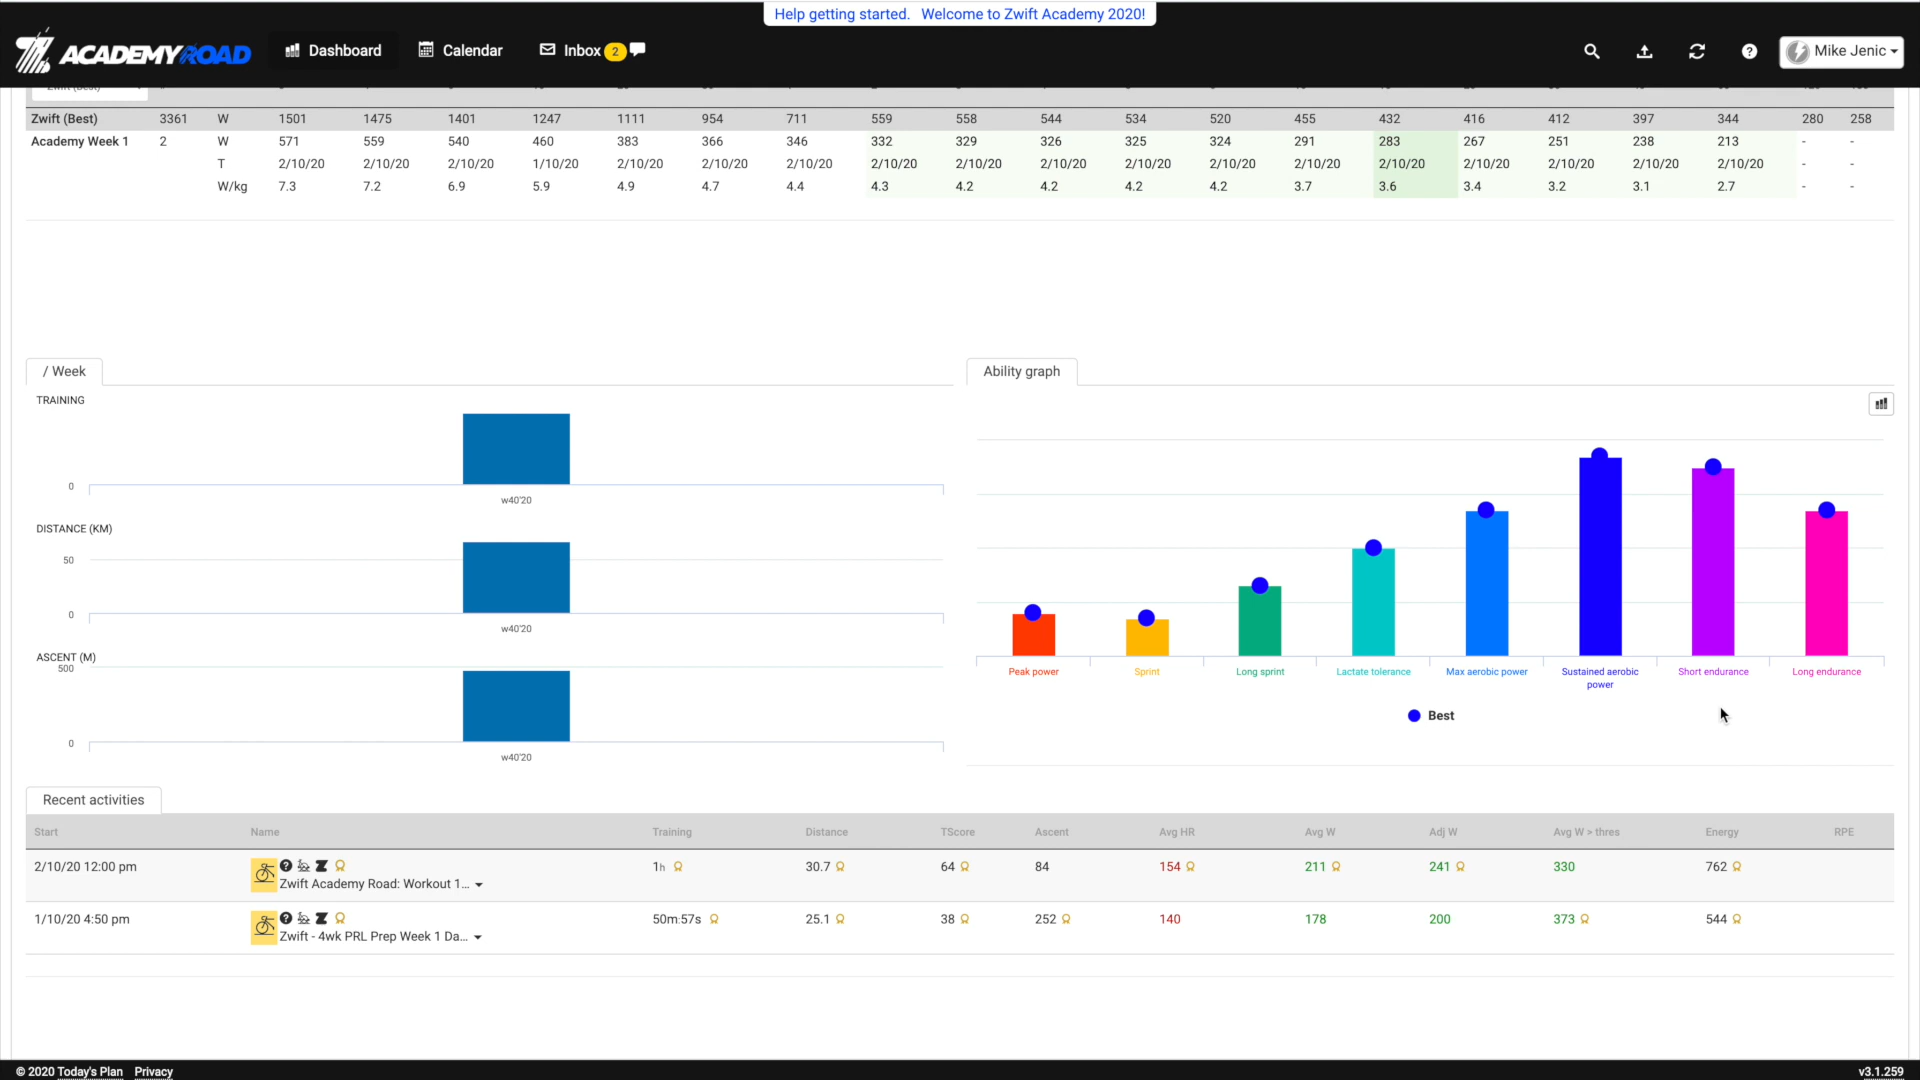 Help getting started. Welcome to Zwift Academy 2020!
ACADEMYROAD Dashboard Calendar Inbox 2 Mike Jenic
Zwift (Best) 3361 W 1501 1475 1401 1247 1111 954 711 559 558 544 534 520 455 432 416 412 397 344 280 258
Academy Week 1 2 W 571 559 540 460 383 366 346 332 329 326 325 324 291 283 267 251 238 213 - -
T 2/10/20 2/10/20 2/10/20 1/10/20 2/10/20 2/10/20 2/10/20 2/10/20 2/10/20 2/10/20 2/10/20 2/10/20 2/10/20 2/10/20 2/10/20 2/10/20 2/10/20 2/10/20 - -
W/kg 7.3 7.2 6.9 5.9 4.9 4.7 4.4 4.3 4.2 4.2 4.2 4.2 3.7 3.6 3.4 3.2 3.1 2.7 - -
/ Week
TRAINING
0
w40'20
DISTANCE (KM)
50
0
w40'20
ASCENT (M)
500
0
w40'20
Ability graph
Peak power Sprint Long sprint Lactate tolerance Max aerobic power Sustained aerobic Short endurance Long endurance
power
Best
Recent activities
Start Name Training Distance TScore Ascent Avg HR Avg W Adj W Avg W > thres Energy RPE
2/10/20 12:00 pm Zwift Academy Road: Workout 1... 1h 30.7 64 84 154 211 241 330 762
1/10/20 4:50 pm Zwift - 4wk PRL Prep Week 1 Da... 50m:57s 25.1 38 252 140 178 200 373 544
© 2020 Today's Plan Privacy v3.1.259